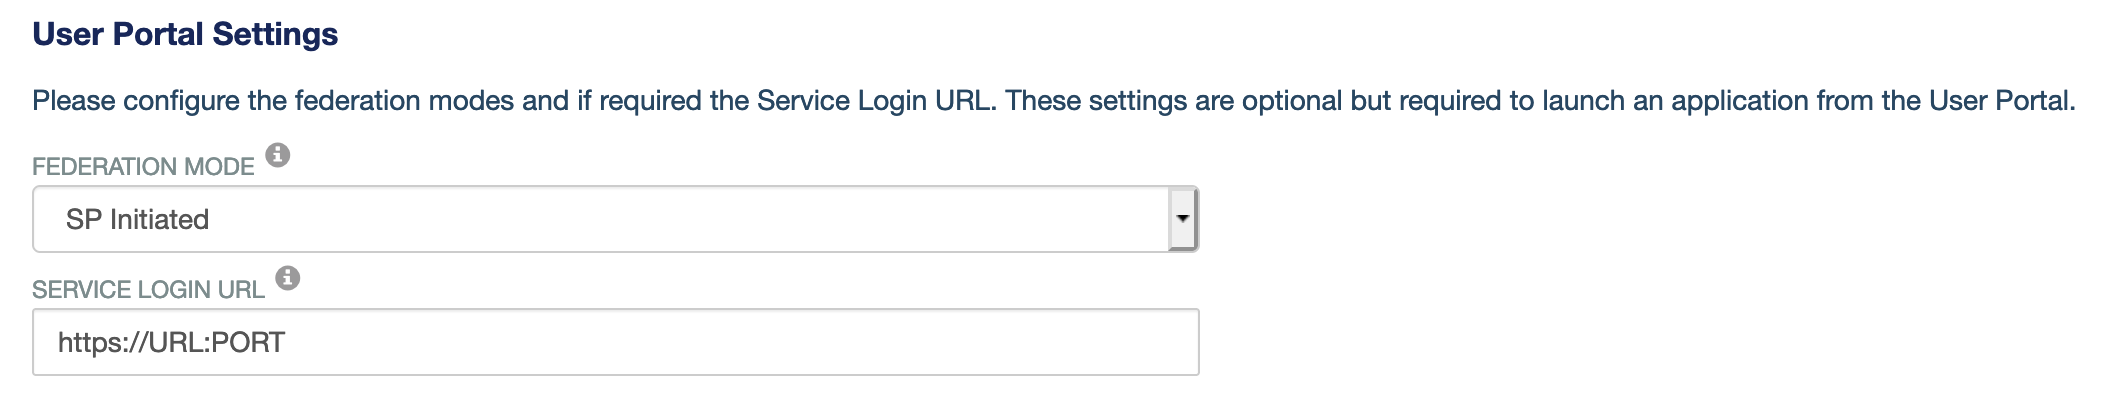 User Portal Settings
Please configure the federation modes and if required the Service Login URL. These settings are optional but required to launch an application from the User Portal.
FEDERATION MODE
SP Initiated
SERVICE LOGIN URL
https://URL:PORT